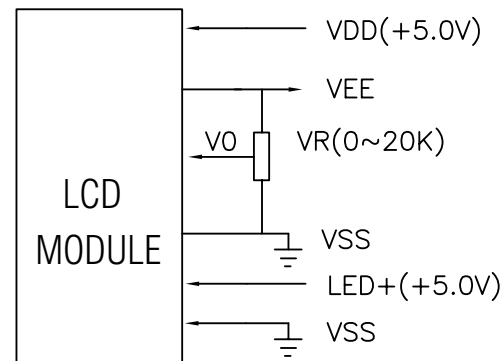 VDD(+5.0V)
VEE
V0 VR(0~20K)
LCD
MODULE
VSS
LED+(+5.0V)
VSS